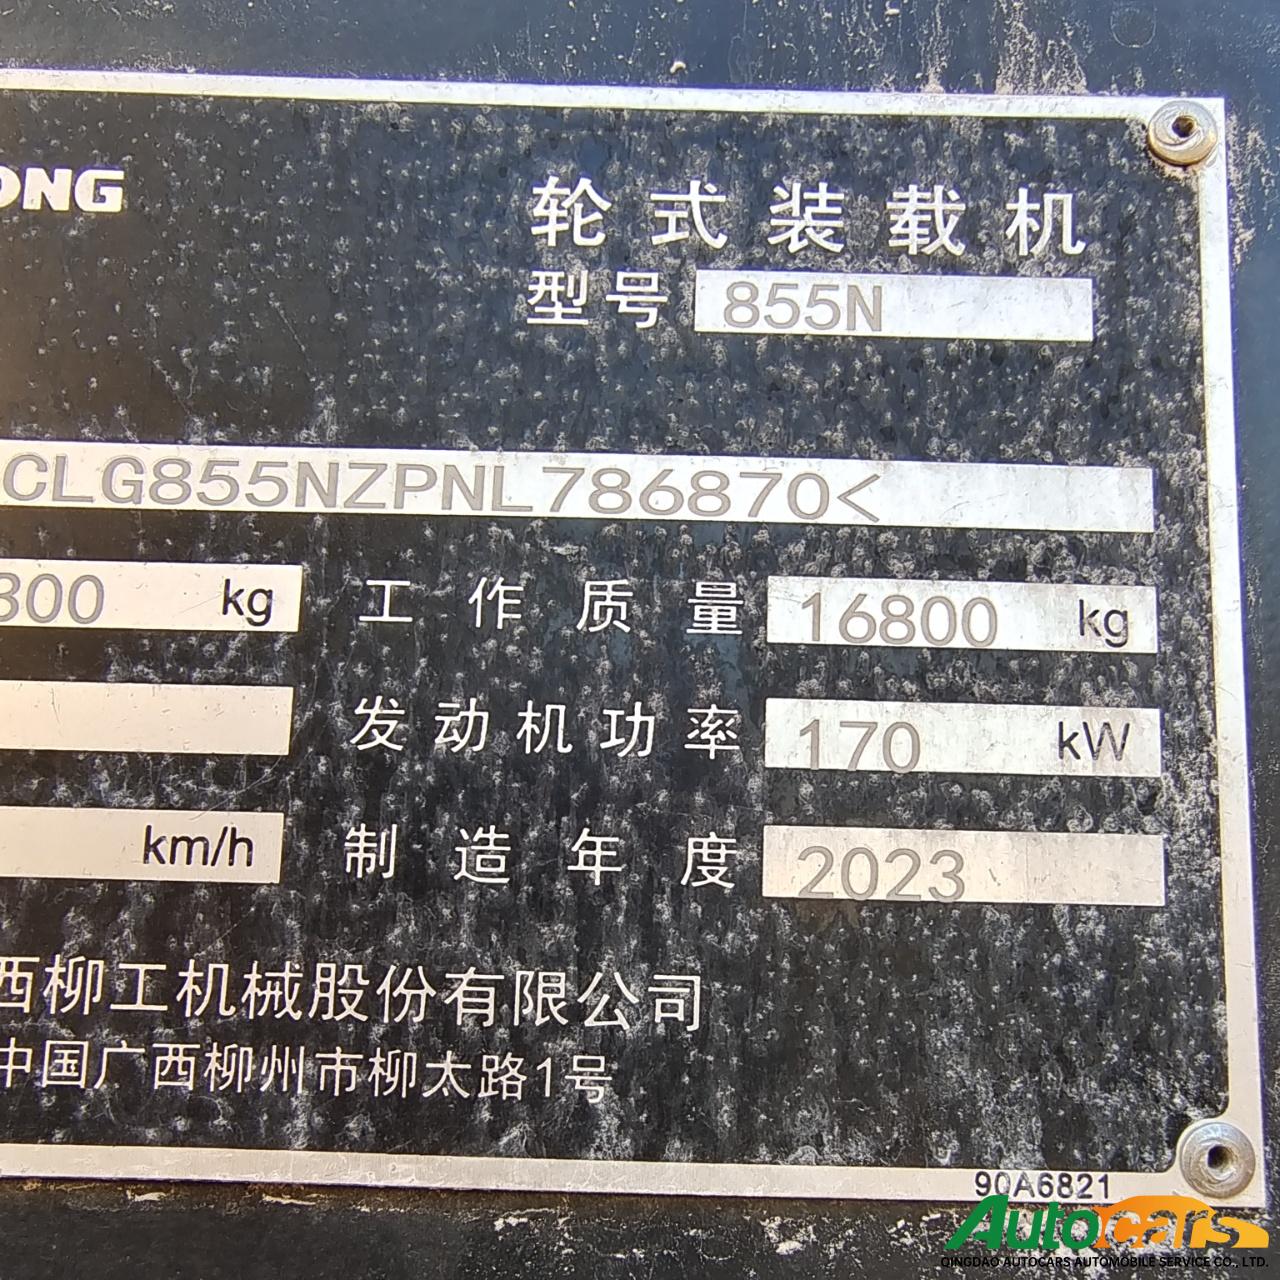 ONG
轮式装载机
型号 855N
CLG855NZPNL786870<
300 kg 工作质量 16800 kg
发动机功率 170 kW
km/h 制造年度 2023
西柳工机械股份有限公司
中国广西柳州市柳太路1号
90A6821
Autocars
QINGDAO AUTOCARS AUTOMOBILE SERVICE CO., LTD.